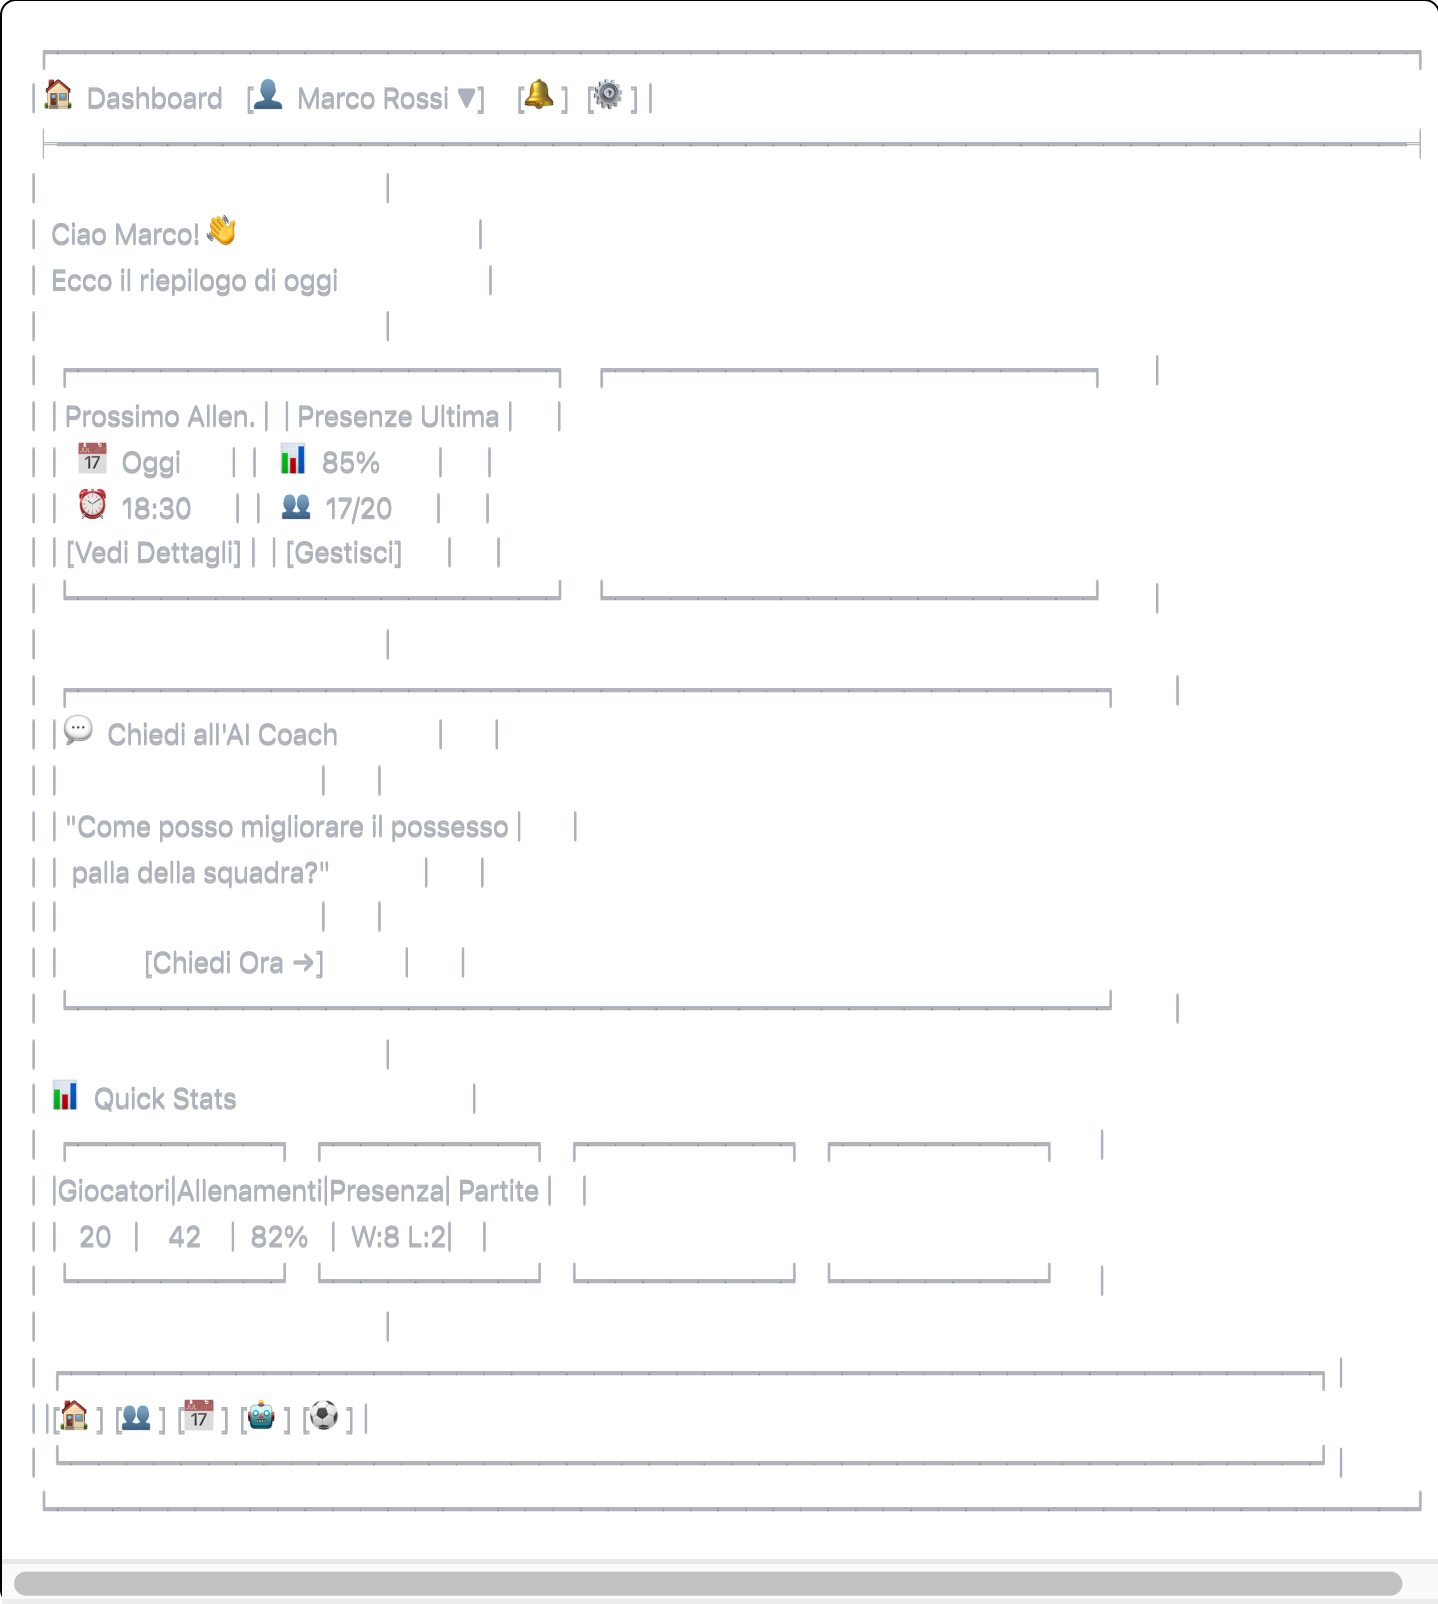 🏠 Dashboard [👤 Marco Rossi ▼] [🔔] [⚙️]
Ciao Marco! 👋
Ecco il riepilogo di oggi
| Prossimo Allen. | | Presenze Ultima |
| 📅 Oggi | | 📊 85% |
| ⏰ 18:30 | | 👥 17/20 |
| [Vedi Dettagli] | | [Gestisci] |
💬 Chiedi all'AI Coach
"Come posso migliorare il possesso
palla della squadra?"
[Chiedi Ora →]
📊 Quick Stats
|Giocatori|Allenamenti|Presenza| Partite |
| 20 | 42 | 82% | W:8 L:2|
[🏠] [👥] [📅] [🤖] [⚽]